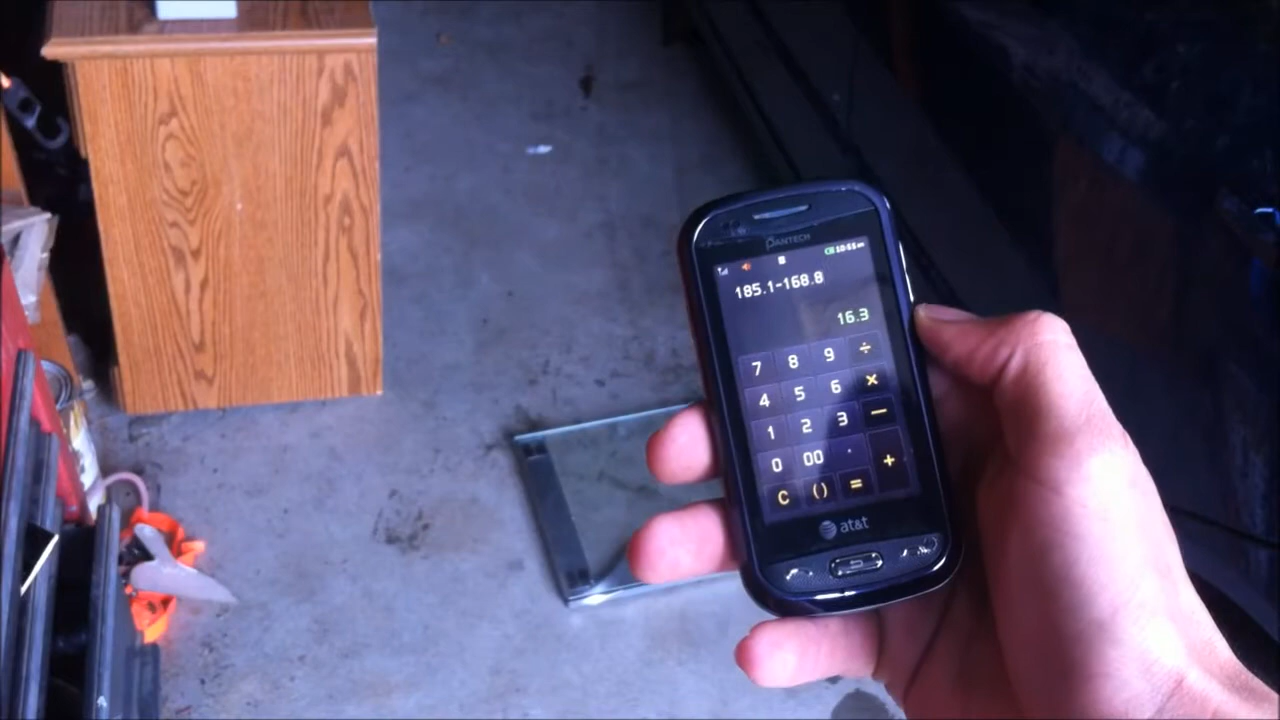 PANTECH
10:55am
185.1-168.8
16.3
7 8 9 ÷
4 5 6 ×
1 2 3 −
0 00 . +
C () =
at&t